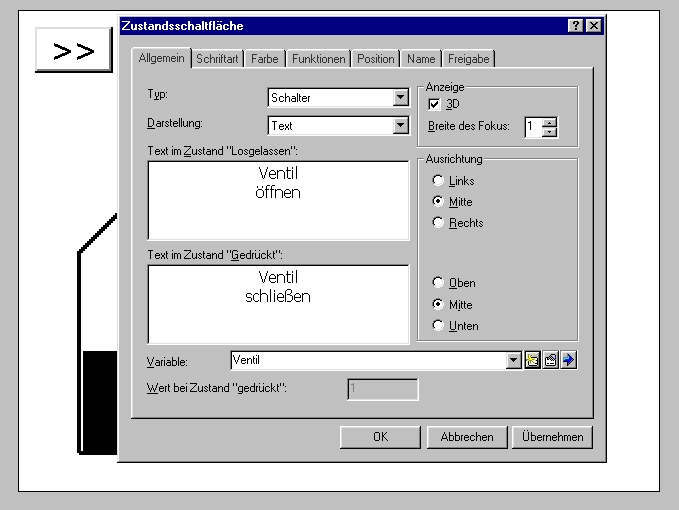 >>
Zustandsschaltfläche
Allgemein Schriftart Farbe Funktionen Position Name Freigabe
Typ:
Schalter
Darstellung:
Text
Text im Zustand "Losgelassen":
Ventil
öffnen
Text im Zustand "Gedrückt":
Ventil
schließen
Anzeige
3D
Breite des Fokus:
1
Ausrichtung
Links
Mitte
Rechts
Oben
Mitte
Unten
Variable:
Ventil
Wert bei Zustand "gedrückt":
1
OK Abbrechen Übernehmen